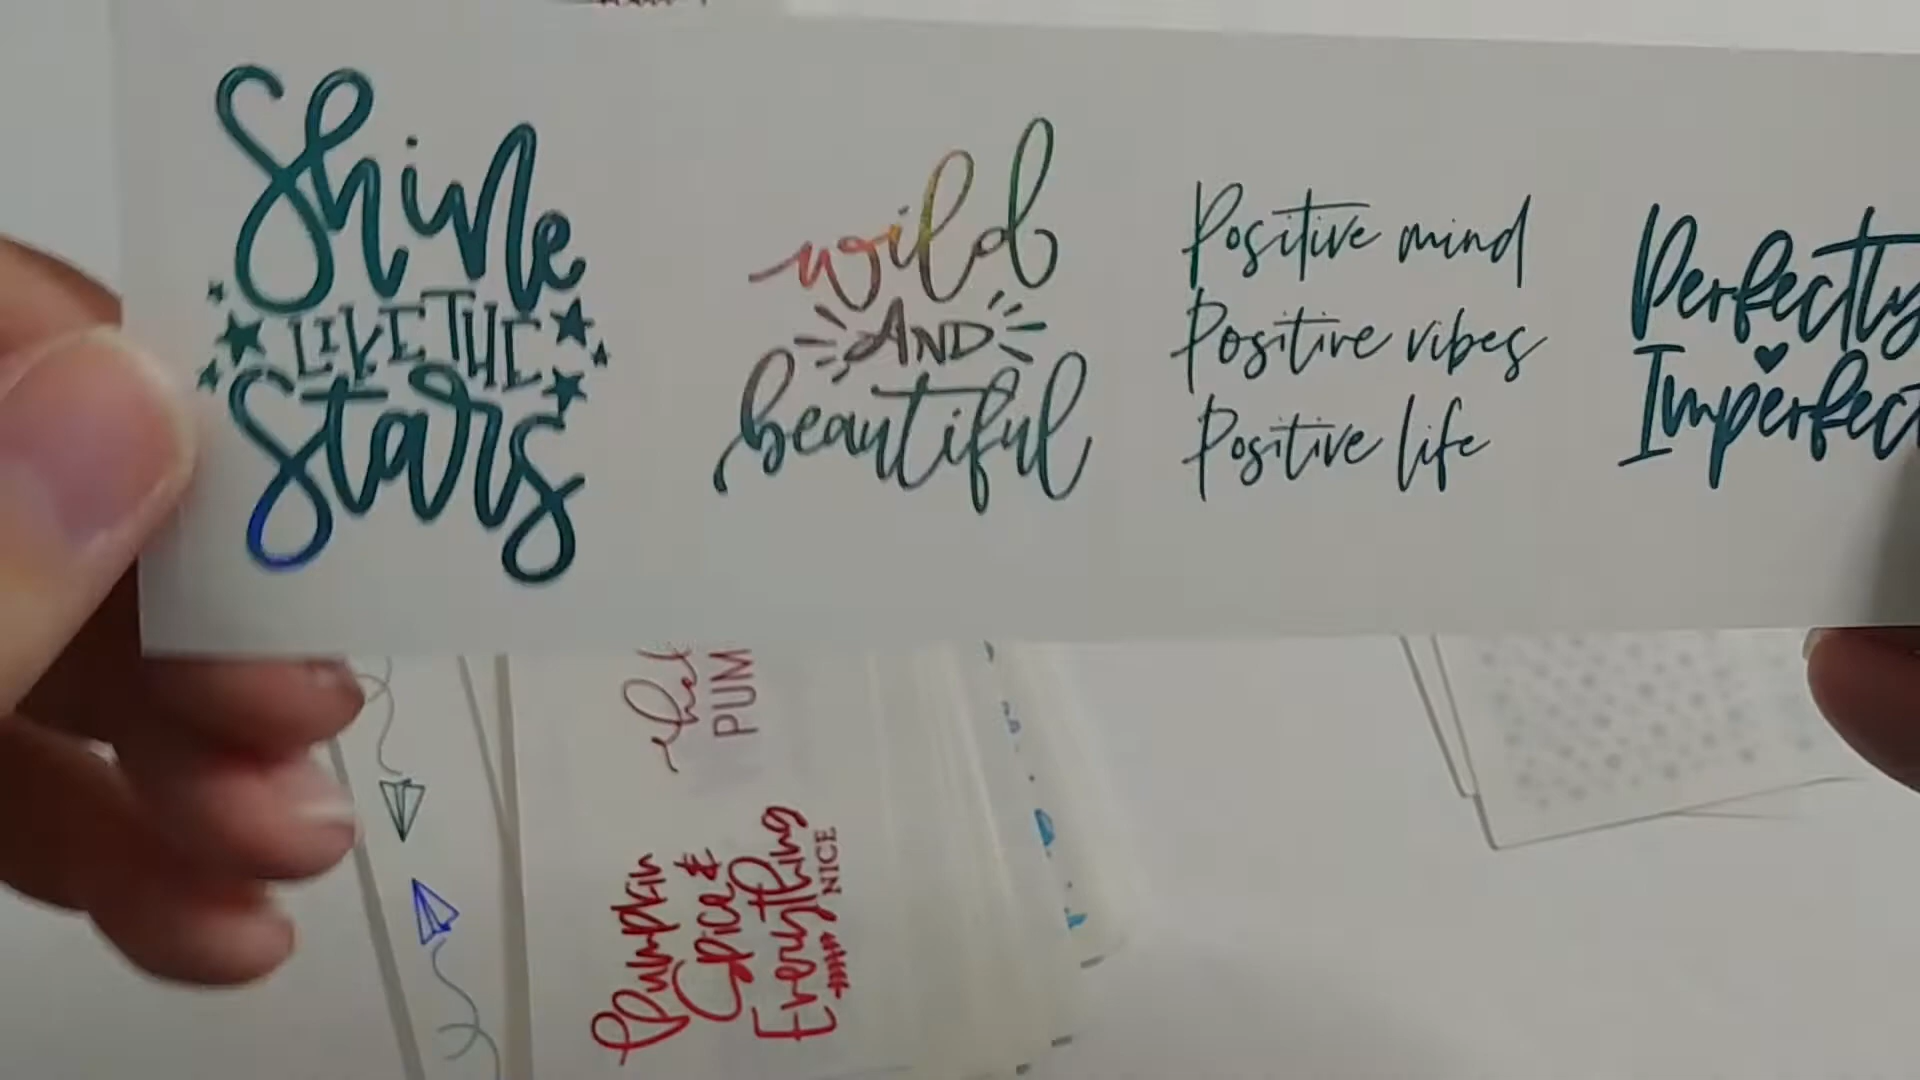 Shine
LIKE THE
Stars
wild
AND
beautiful
Positive mind
Positive vibes
Positive life
Perfectly
Imperfect
PUM
Pumpkin
Spice &
Everything
NICE